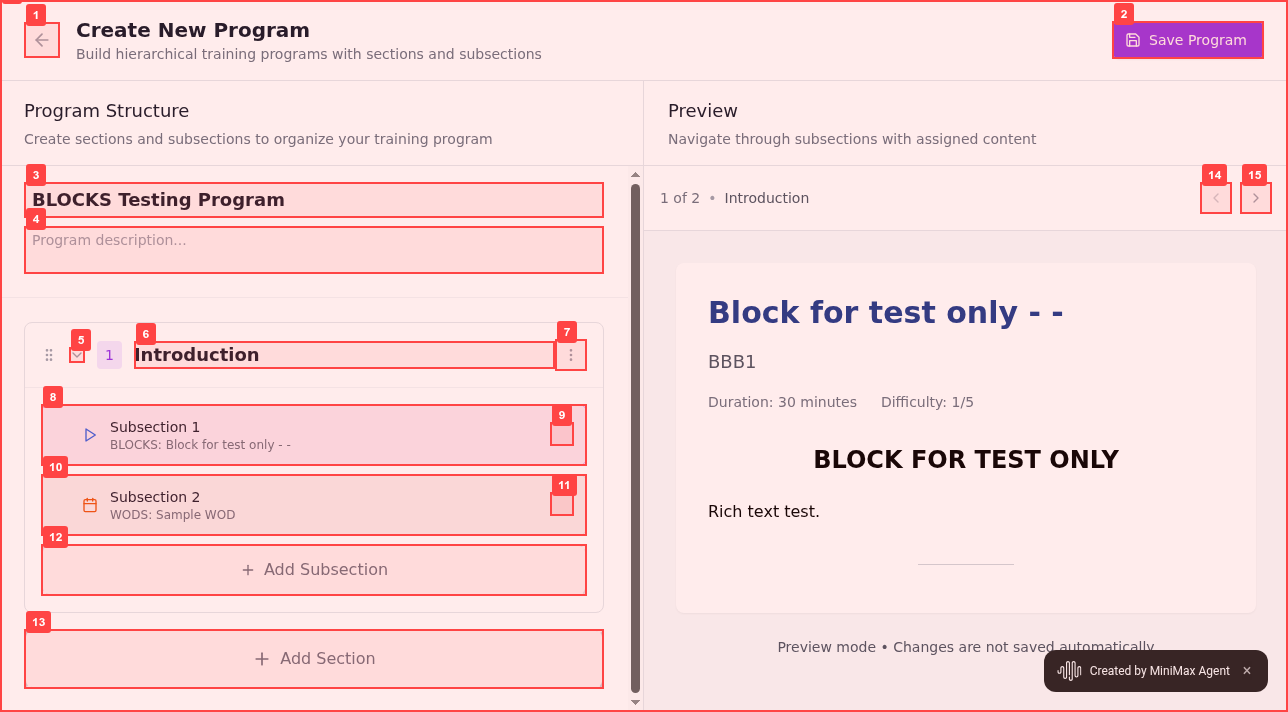 1
Create New Program
Build hierarchical training programs with sections and subsections
2
Save Program
Program Structure
Create sections and subsections to organize your training program
3
BLOCKS Testing Program
4
Program description...
5
6
7
1
Introduction
8
9
Subsection 1
BLOCKS: Block for test only - -
10
11
Subsection 2
WODS: Sample WOD
12
Add Subsection
13
Add Section
Preview
Navigate through subsections with assigned content
14
15
1 of 2 • Introduction
Block for test only - -
BBB1
Duration: 30 minutes Difficulty: 1/5
BLOCK FOR TEST ONLY
Rich text test.
Preview mode • Changes are not saved automatically
Created by MiniMax Agent ×